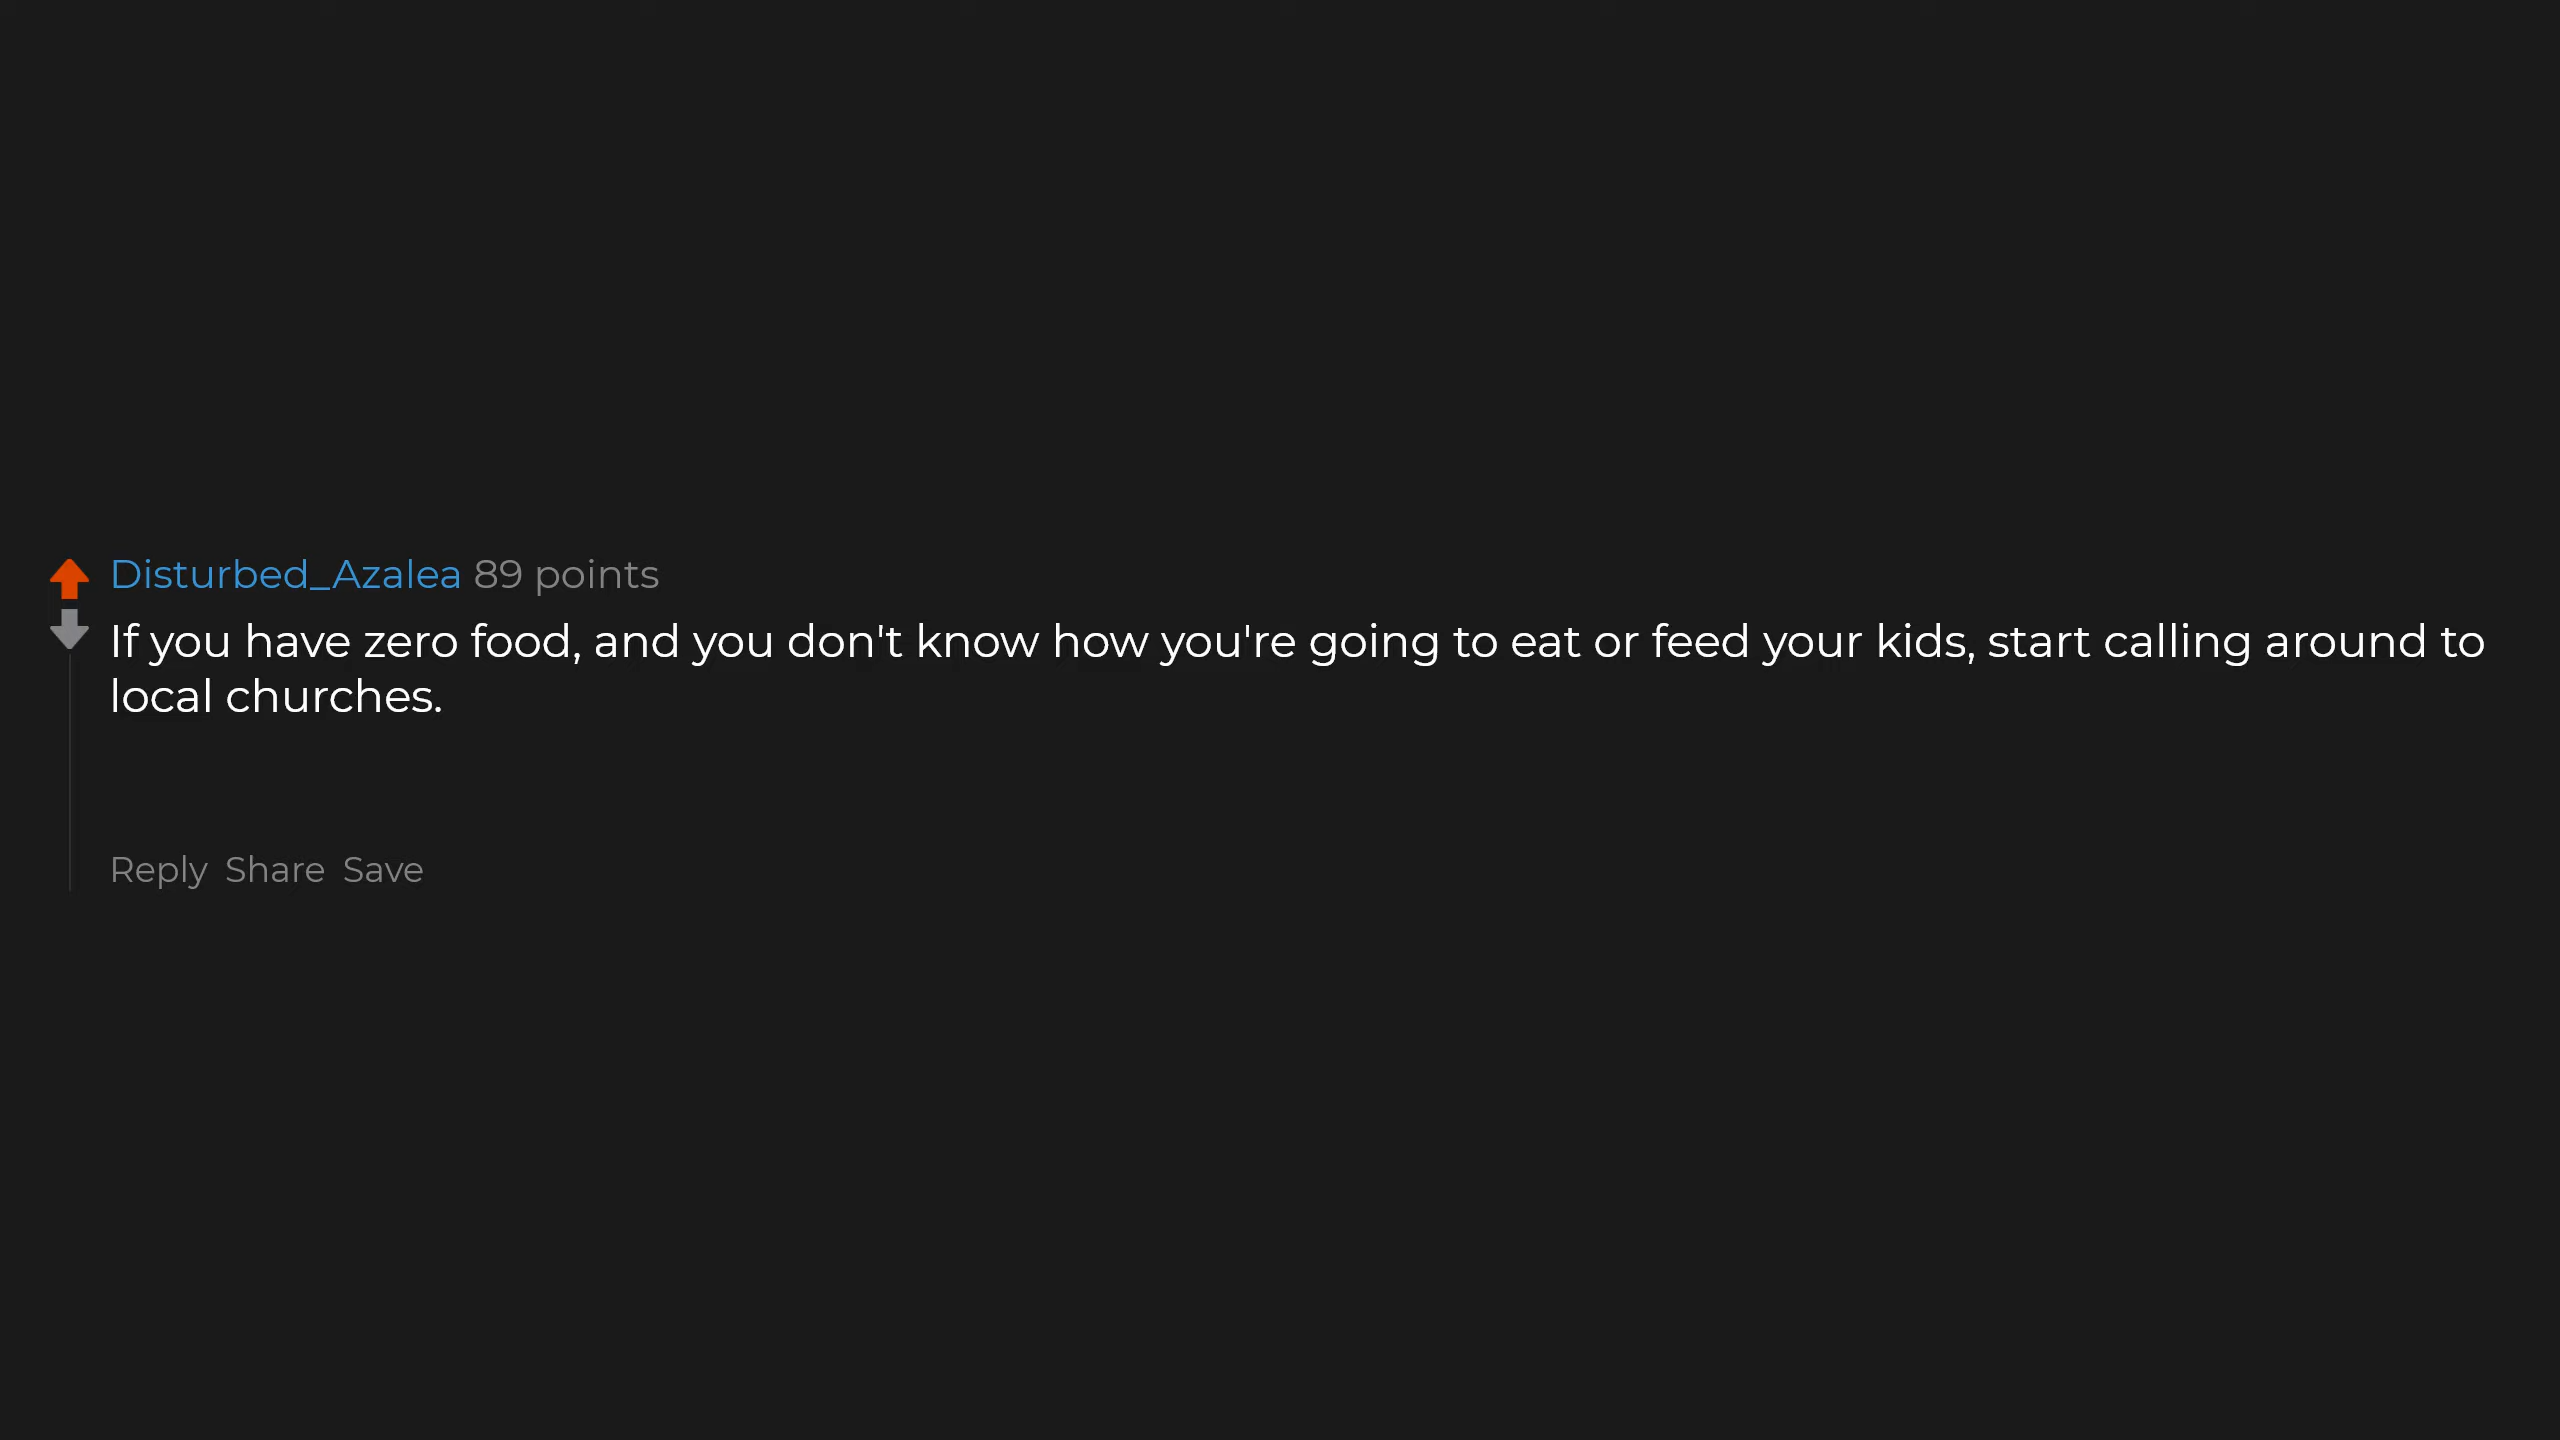 Disturbed_Azalea 89 points
If you have zero food, and you don't know how you're going to eat or feed your kids, start calling around to
local churches.
Reply Share Save